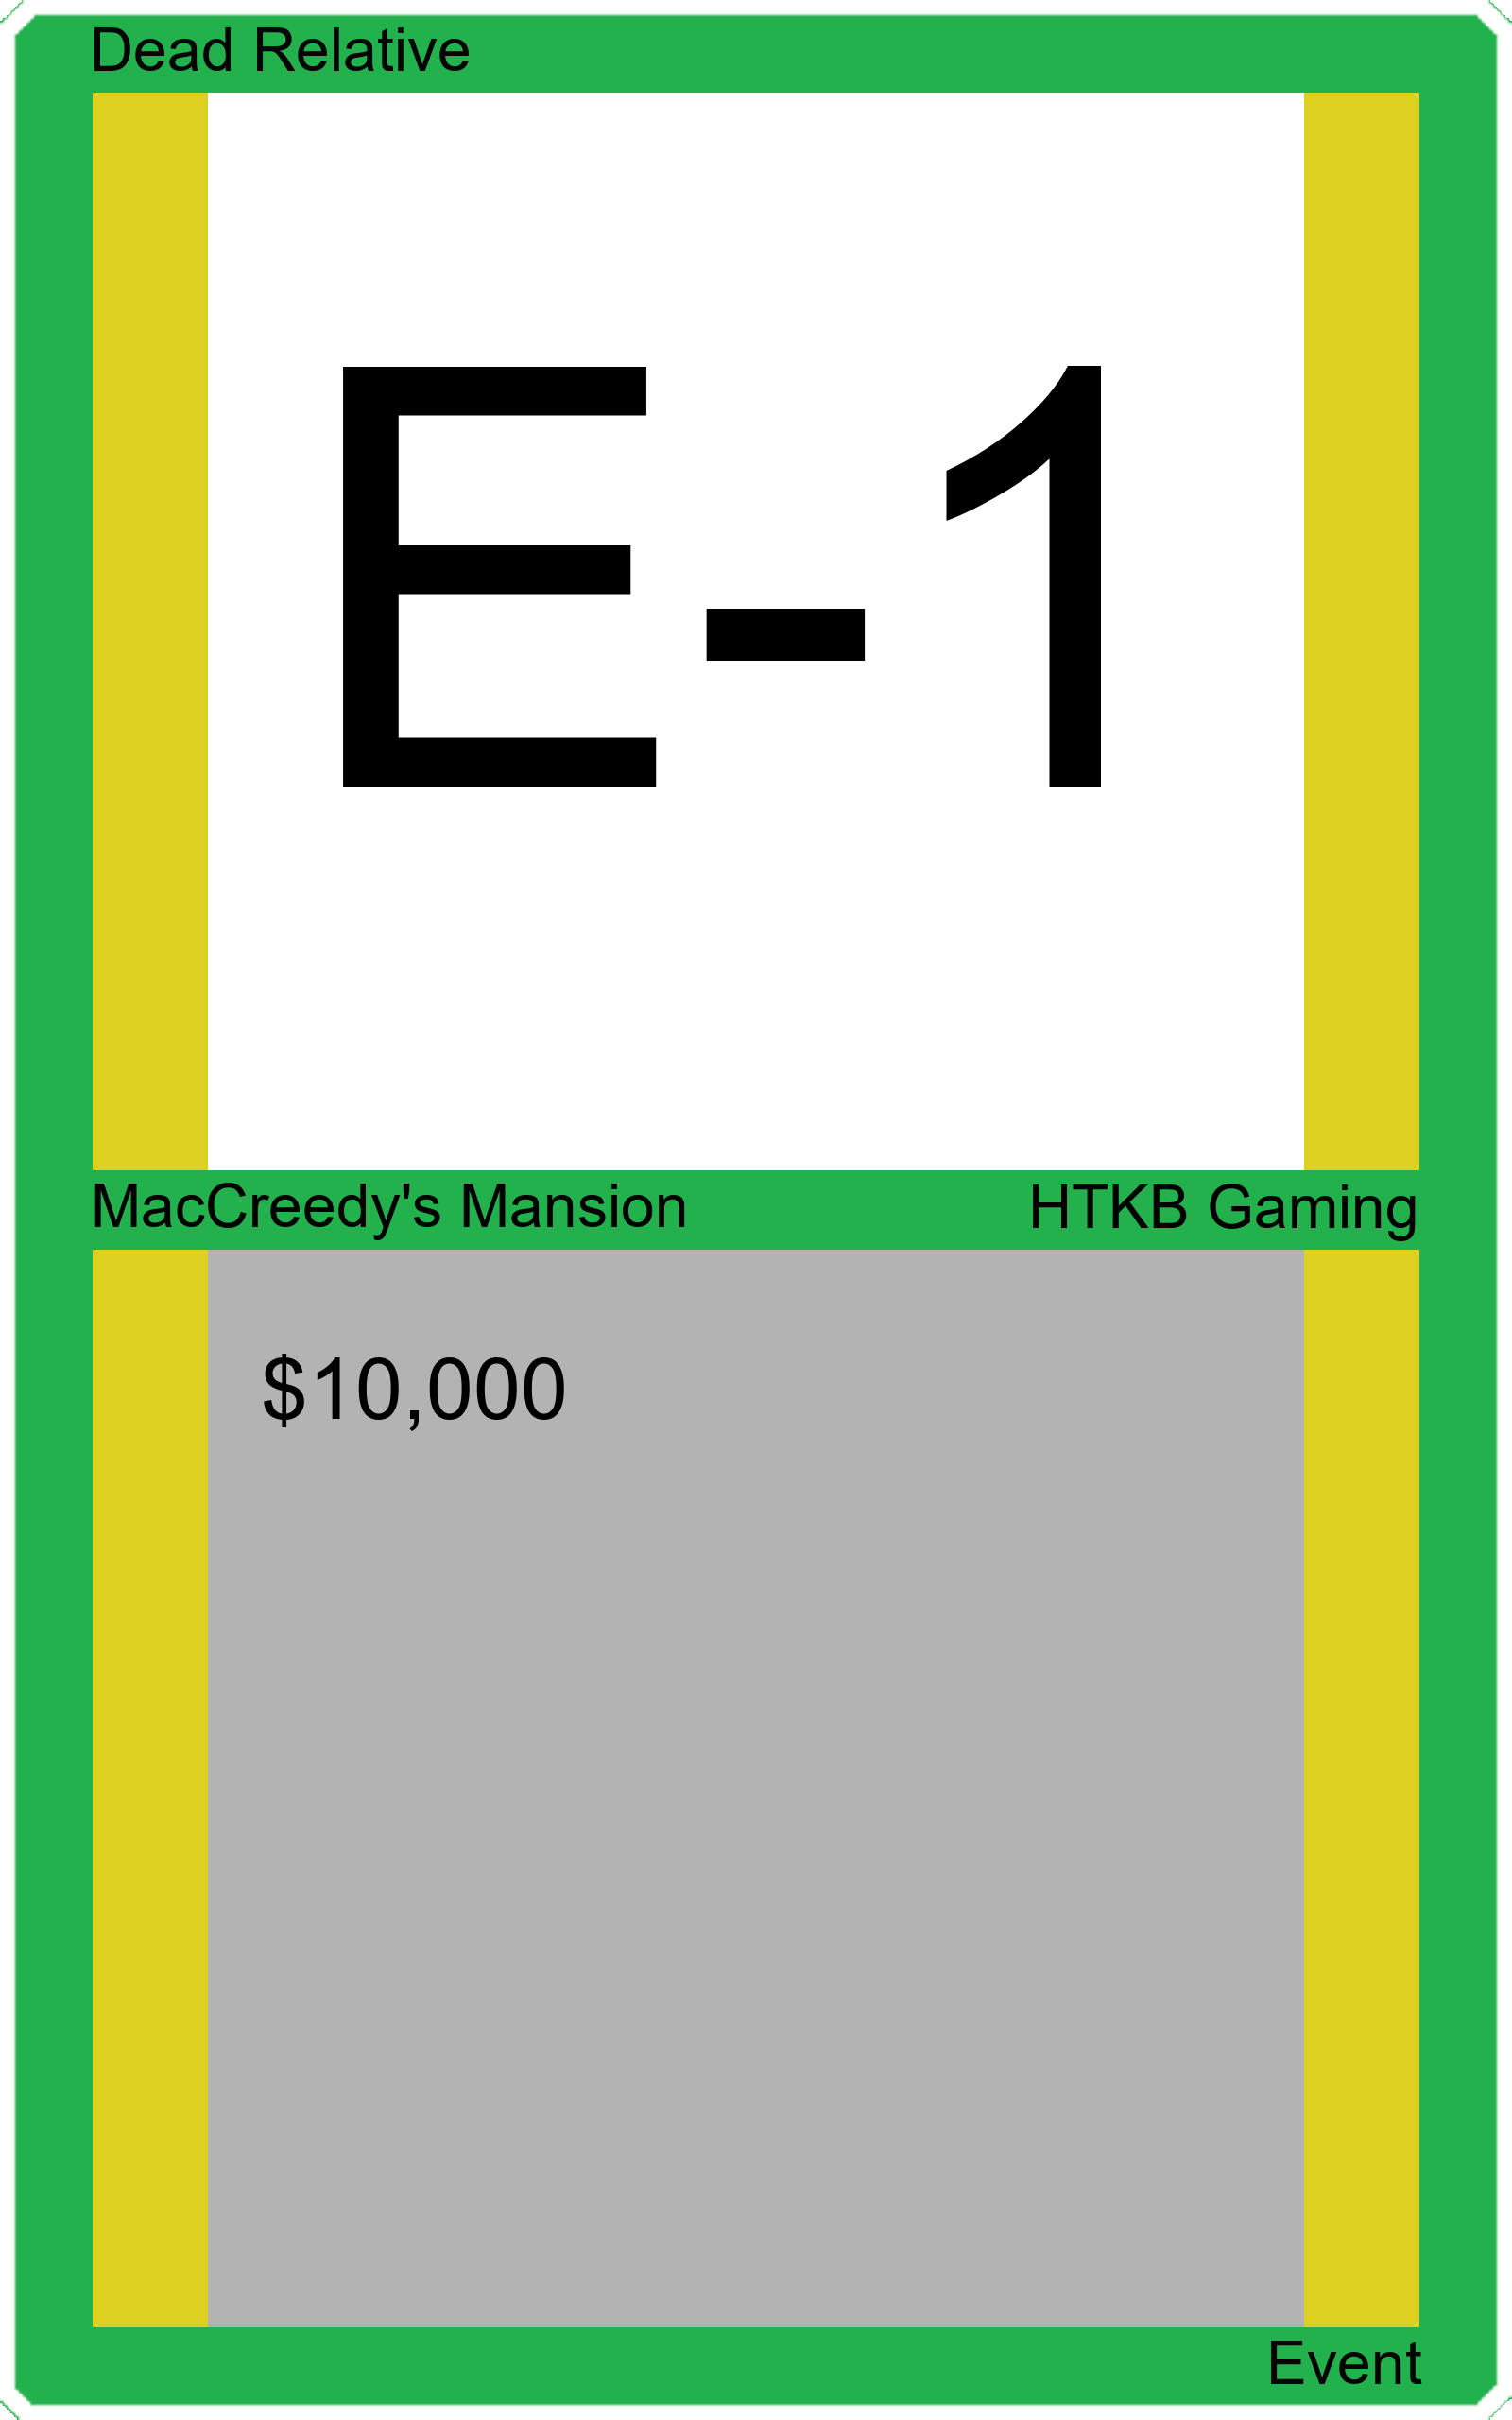 Dead Relative
E-1
MacCreedy's Mansion HTKB Gaming
$10,000
Event